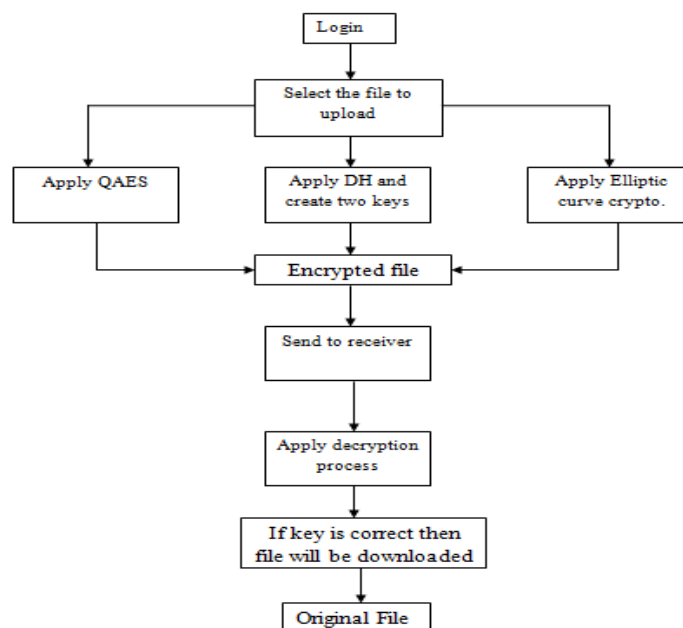 Login
Select the file to
upload
Apply QAES
Apply DH and
create two keys
Apply Elliptic
curve crypto.
Encrypted file
Send to receiver
Apply decryption
process
If key is correct then
file will be downloaded
Original File